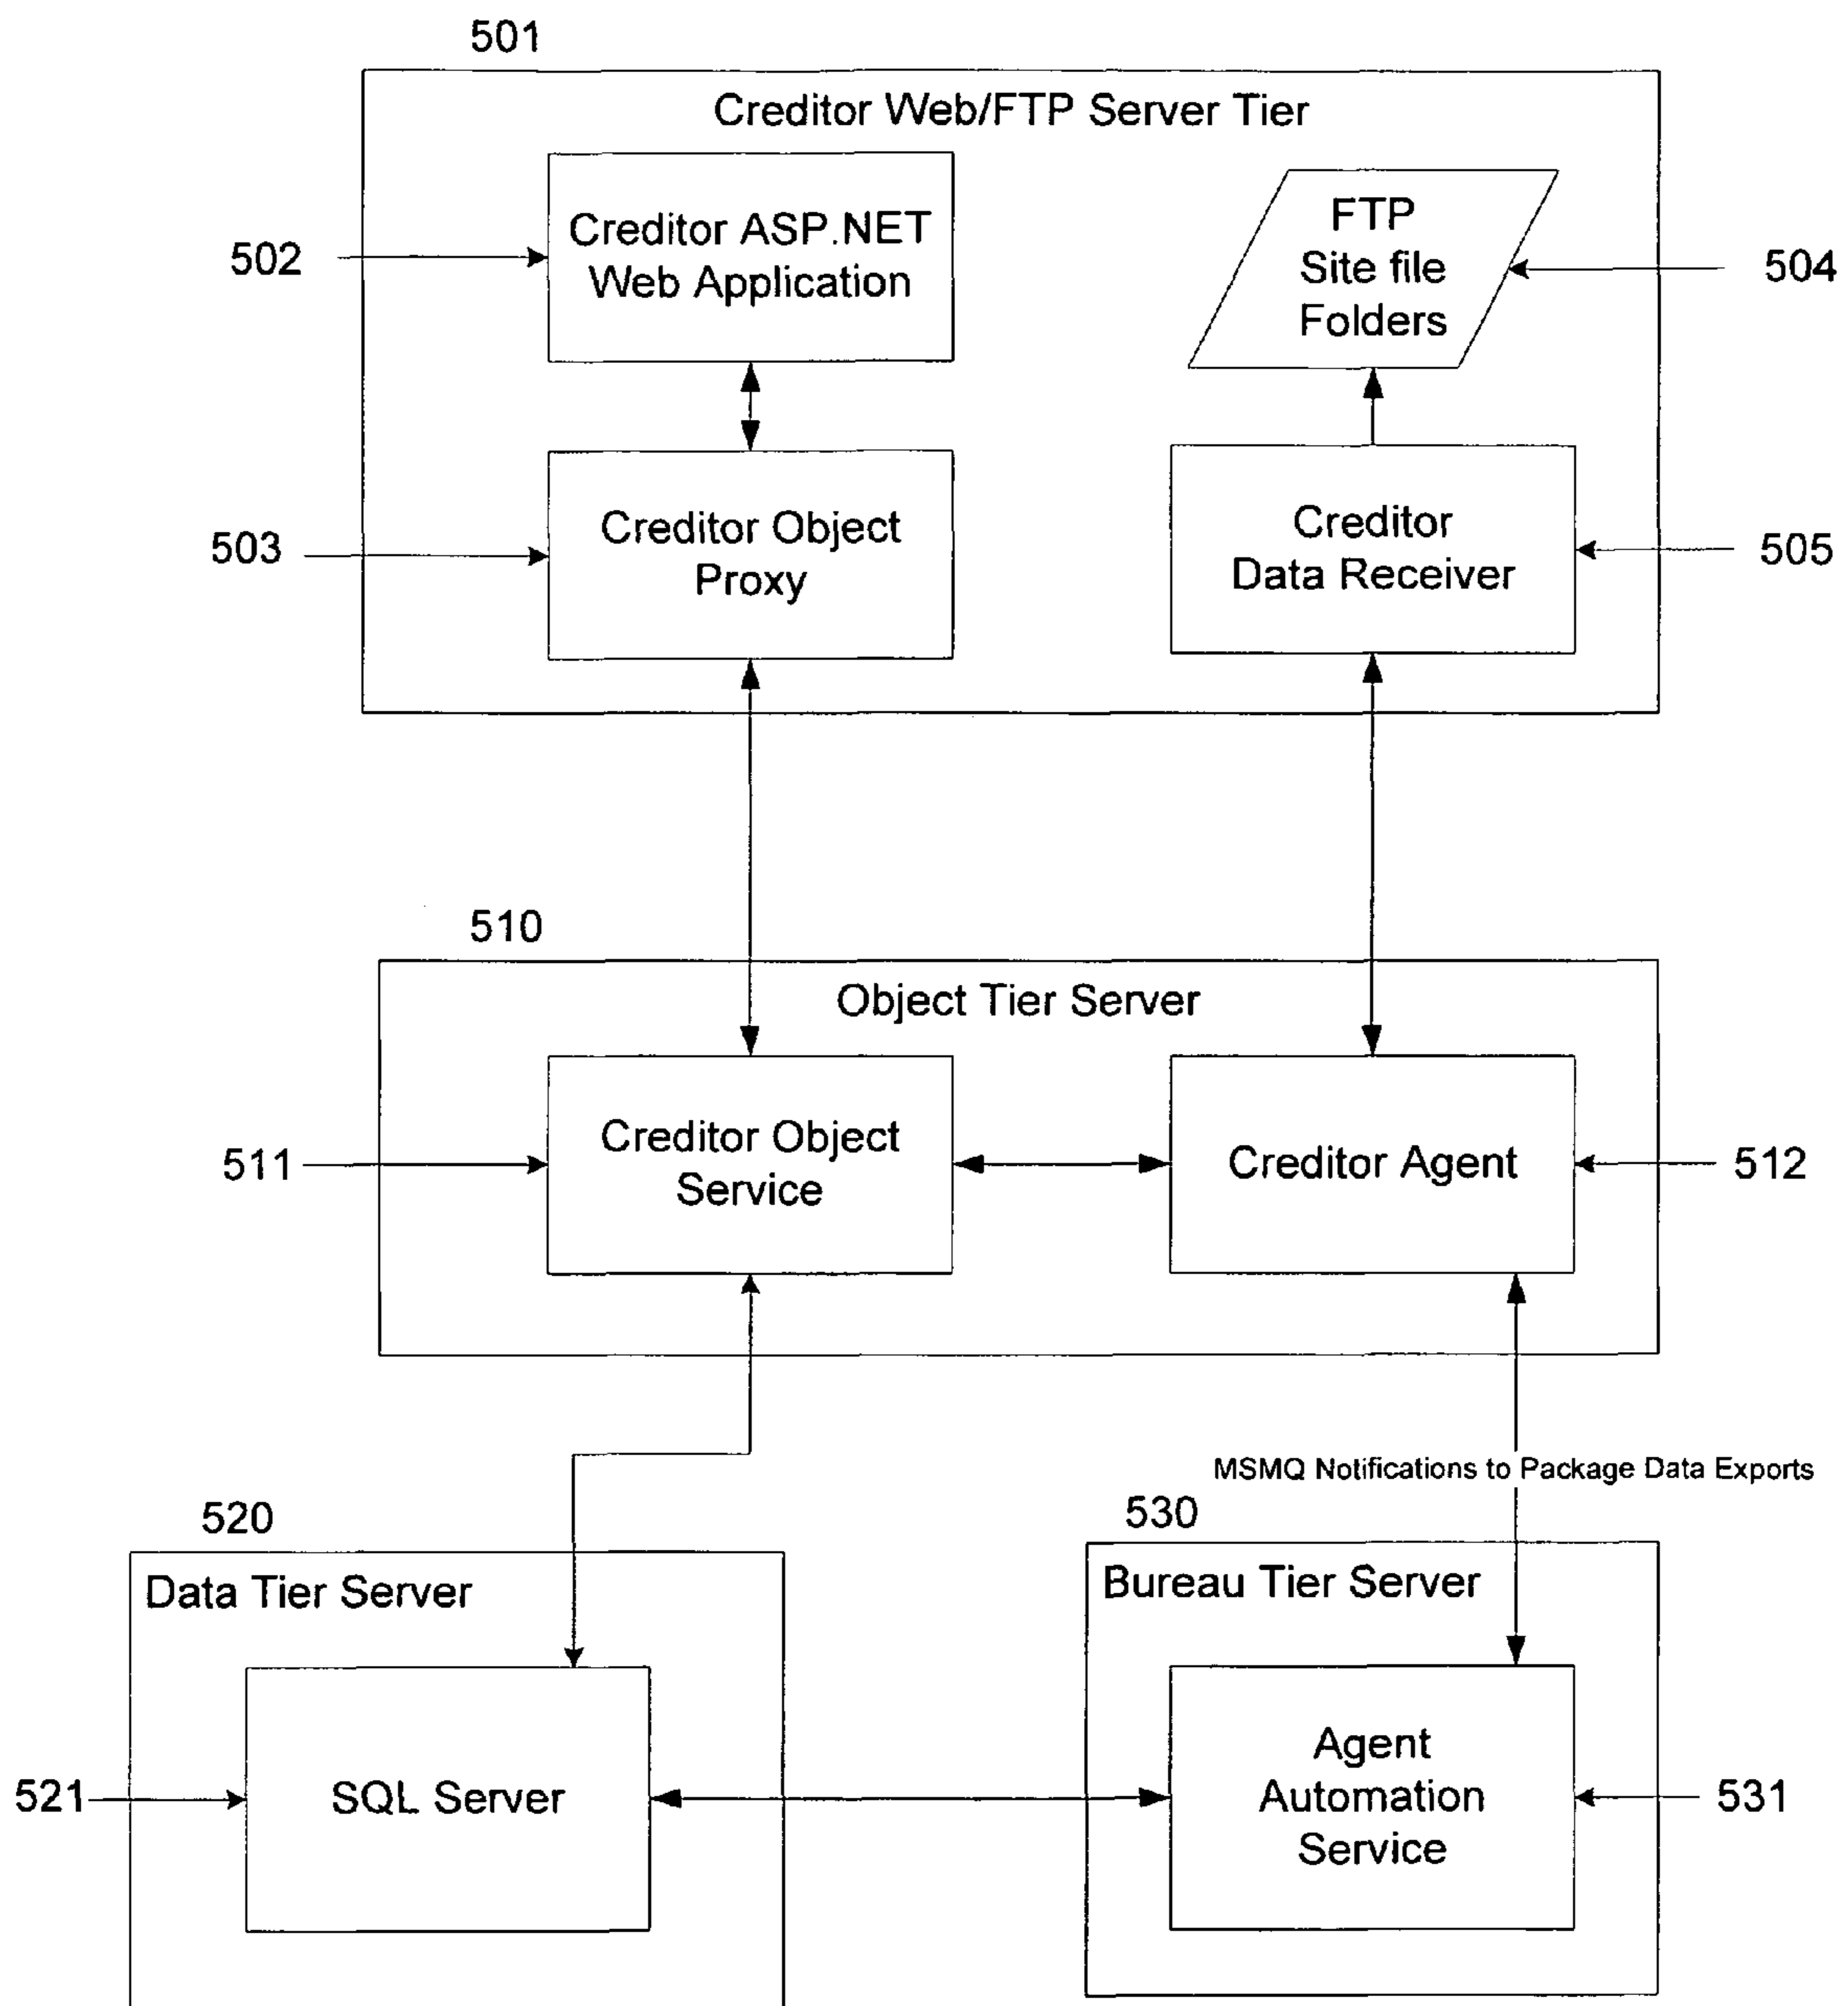 501
Creditor Web/FTP Server Tier
Creditor ASP.NET
Web Application
502
FTP
Site file
Folders
504
Creditor Object
Proxy
503
Creditor
Data Receiver
505
510
Object Tier Server
Creditor Object
Service
511
Creditor Agent
512
MSMQ Notifications to Package Data Exports
520
Data Tier Server
530
Bureau Tier Server
521
SQL Server
Agent
Automation
Service
531